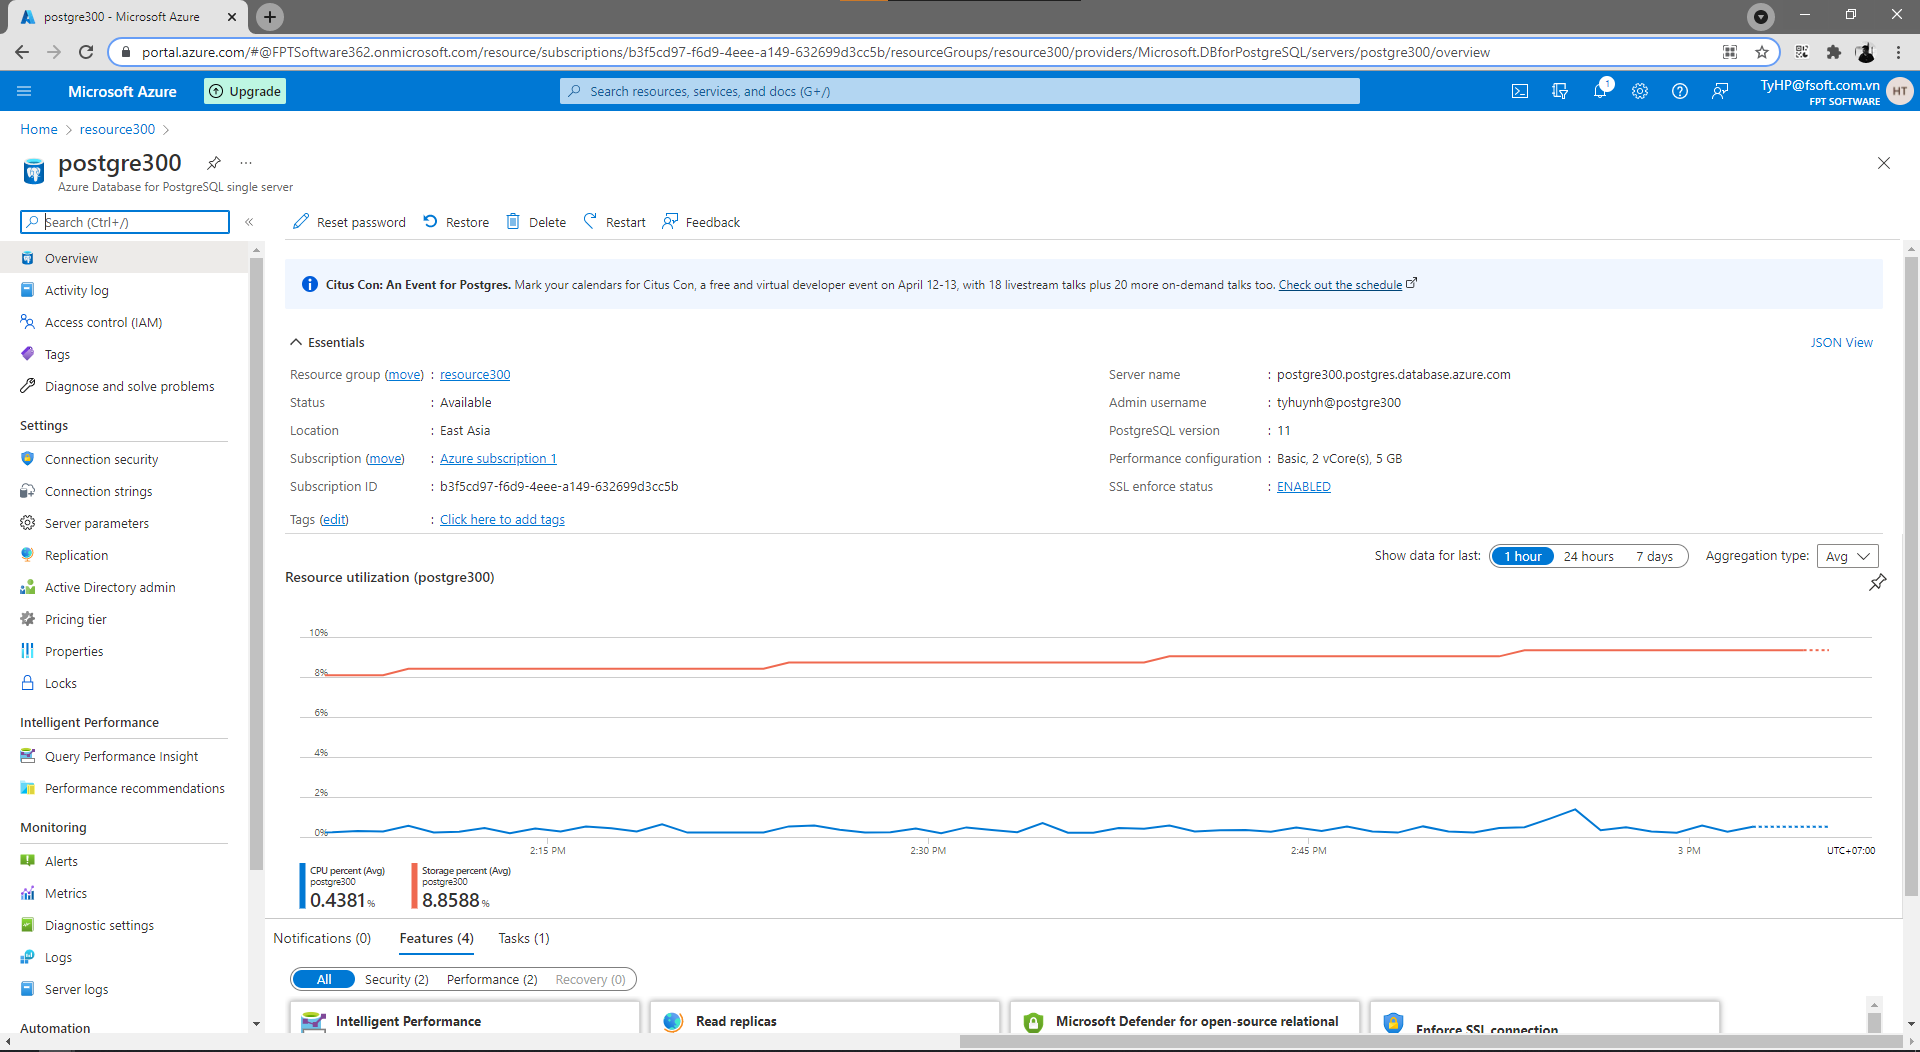 postgre300 - Microsoft Azure
portal.azure.com/#@FPTSoftware362.onmicrosoft.com/resource/subscriptions/b3f5cd97-f6d9-4eee-a149-632699d3cc5b/resourceGroups/resource300/providers/Microsoft.DBforPostgreSQL/servers/postgre300/overview
Microsoft Azure
Upgrade
Search resources, services, and docs (G+/)
1
TyHP@fsoft.com.vn
FPT SOFTWARE
HT
Home > resource300 >
postgre300
...
Azure Database for PostgreSQL single server
Search (Ctrl+/)
«
Reset password
Restore
Delete
Restart
Feedback
Overview
Activity log
Access control (IAM)
Tags
Diagnose and solve problems
Settings
Connection security
Connection strings
Server parameters
Replication
Active Directory admin
Pricing tier
Properties
Locks
Intelligent Performance
Query Performance Insight
Performance recommendations
Monitoring
Alerts
Metrics
Diagnostic settings
Logs
Server logs
Automation
Citus Con: An Event for Postgres. Mark your calendars for Citus Con, a free and virtual developer event on April 12-13, with 18 livestream talks plus 20 more on-demand talks too. Check out the schedule
Essentials
JSON View
Resource group (move) : resource300
Status : Available
Location : East Asia
Subscription (move) : Azure subscription 1
Subscription ID : b3f5cd97-f6d9-4eee-a149-632699d3cc5b
Tags (edit) : Click here to add tags
Server name : postgre300.postgres.database.azure.com
Admin username : tyhuynh@postgre300
PostgreSQL version : 11
Performance configuration : Basic, 2 vCore(s), 5 GB
SSL enforce status : ENABLED
Show data for last: 1 hour 24 hours 7 days Aggregation type: Avg
Resource utilization (postgre300)
10%
8%
6%
4%
2%
0%
2:15 PM 2:30 PM 2:45 PM 3 PM UTC+07:00
CPU percent (Avg)
postgre300
0.4381 %
Storage percent (Avg)
postgre300
8.8588 %
Notifications (0) Features (4) Tasks (1)
All Security (2) Performance (2) Recovery (0)
Intelligent Performance
Read replicas
Microsoft Defender for open-source relational
Enforce SSL connection